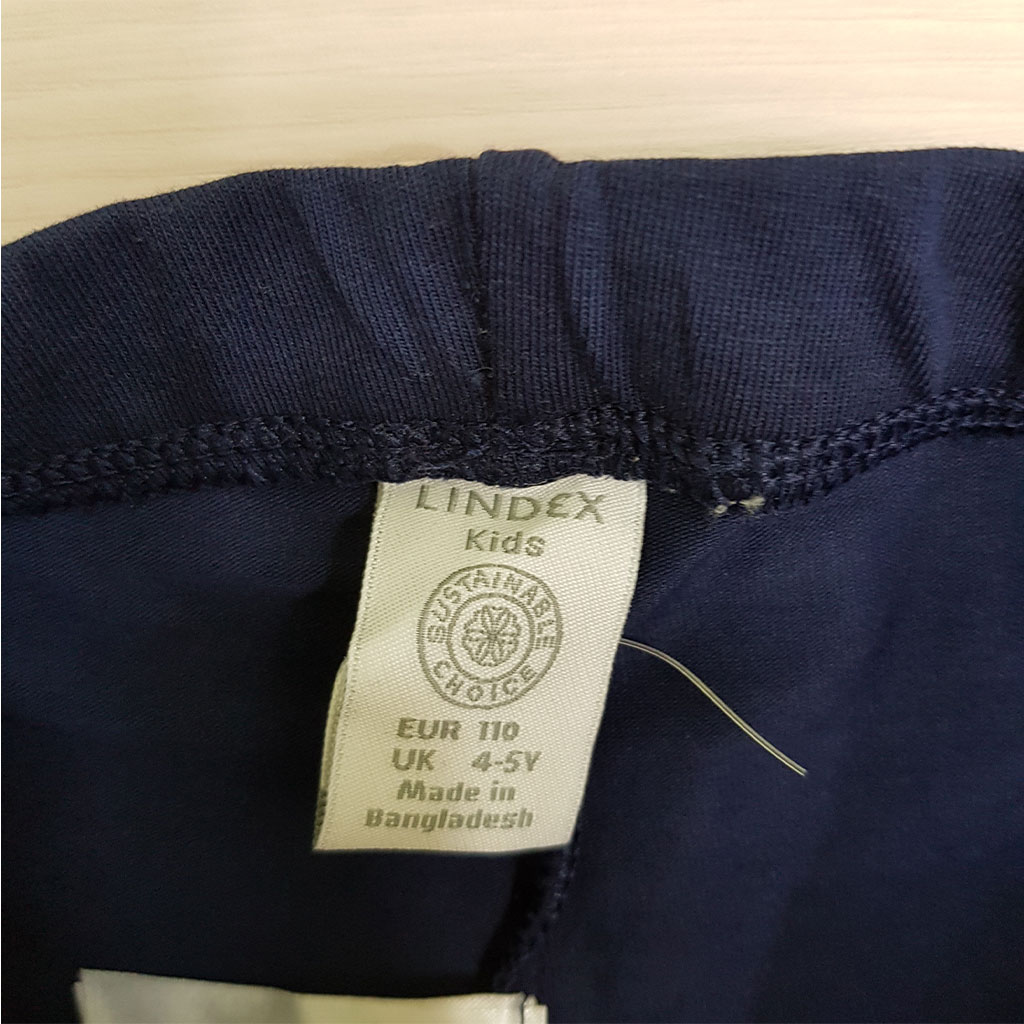 LINDEX
Kids
SUSTAINABLE
CHOICE
EUR 110
UK 4-5Y
Made in
Bangladesh